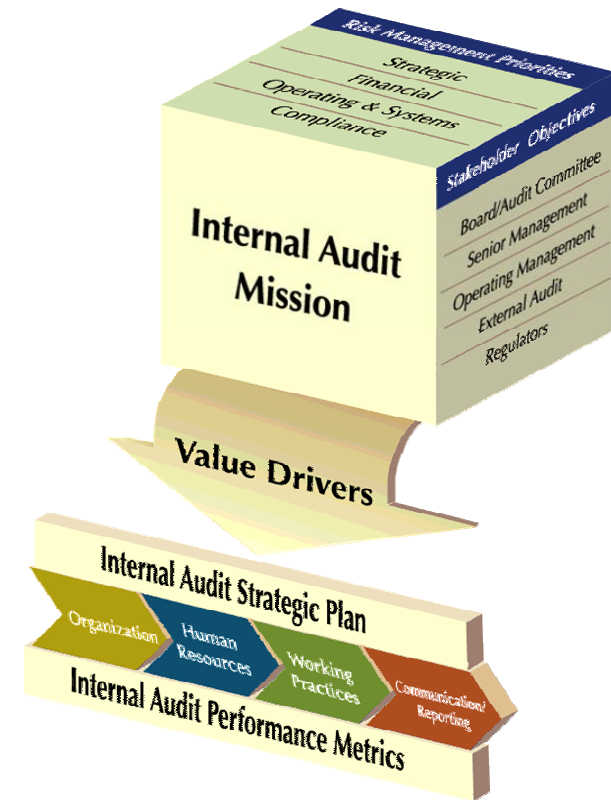 Risk Management Priorities
Strategic
Financial
Operating & Systems
Compliance
Stakeholder Objectives
Board/Audit Committee
Senior Management
Operating Management
External Audit
Regulators
Internal Audit
Mission
Value Drivers
Internal Audit Strategic Plan
Organization
Human
Resources
Working
Practices
Communication/
Reporting
Internal Audit Performance Metrics